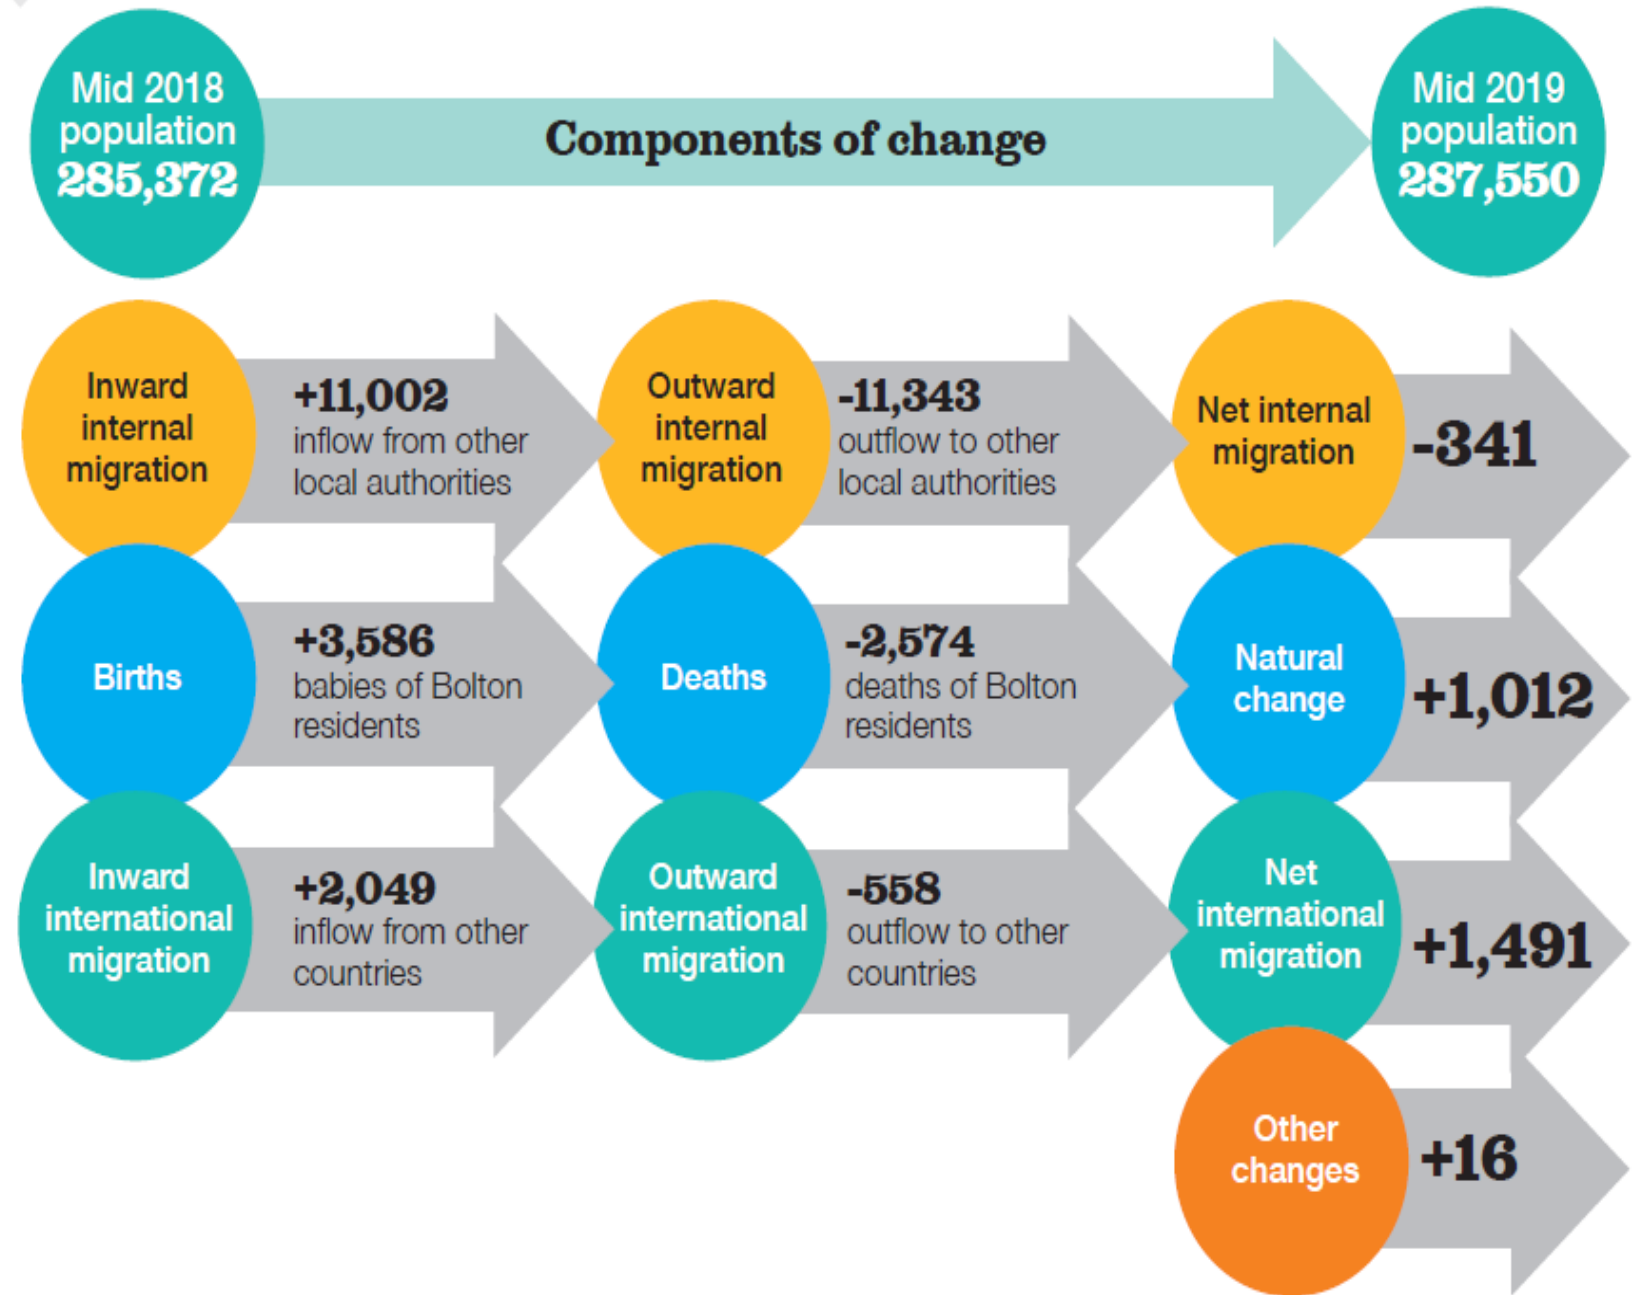 Mid 2018
population
285,372
Components of change
Mid 2019
population
287,550
Inward
internal
migration
+11,002
inflow from other
local authorities
Outward
internal
migration
-11,343
outflow to other
local authorities
Net internal
migration
-341
Births
+3,586
babies of Bolton
residents
Deaths
-2,574
deaths of Bolton
residents
Natural
change
+1,012
Inward
international
migration
+2,049
inflow from other
countries
Outward
international
migration
-558
outflow to other
countries
Net
international
migration
+1,491
Other
changes
+16